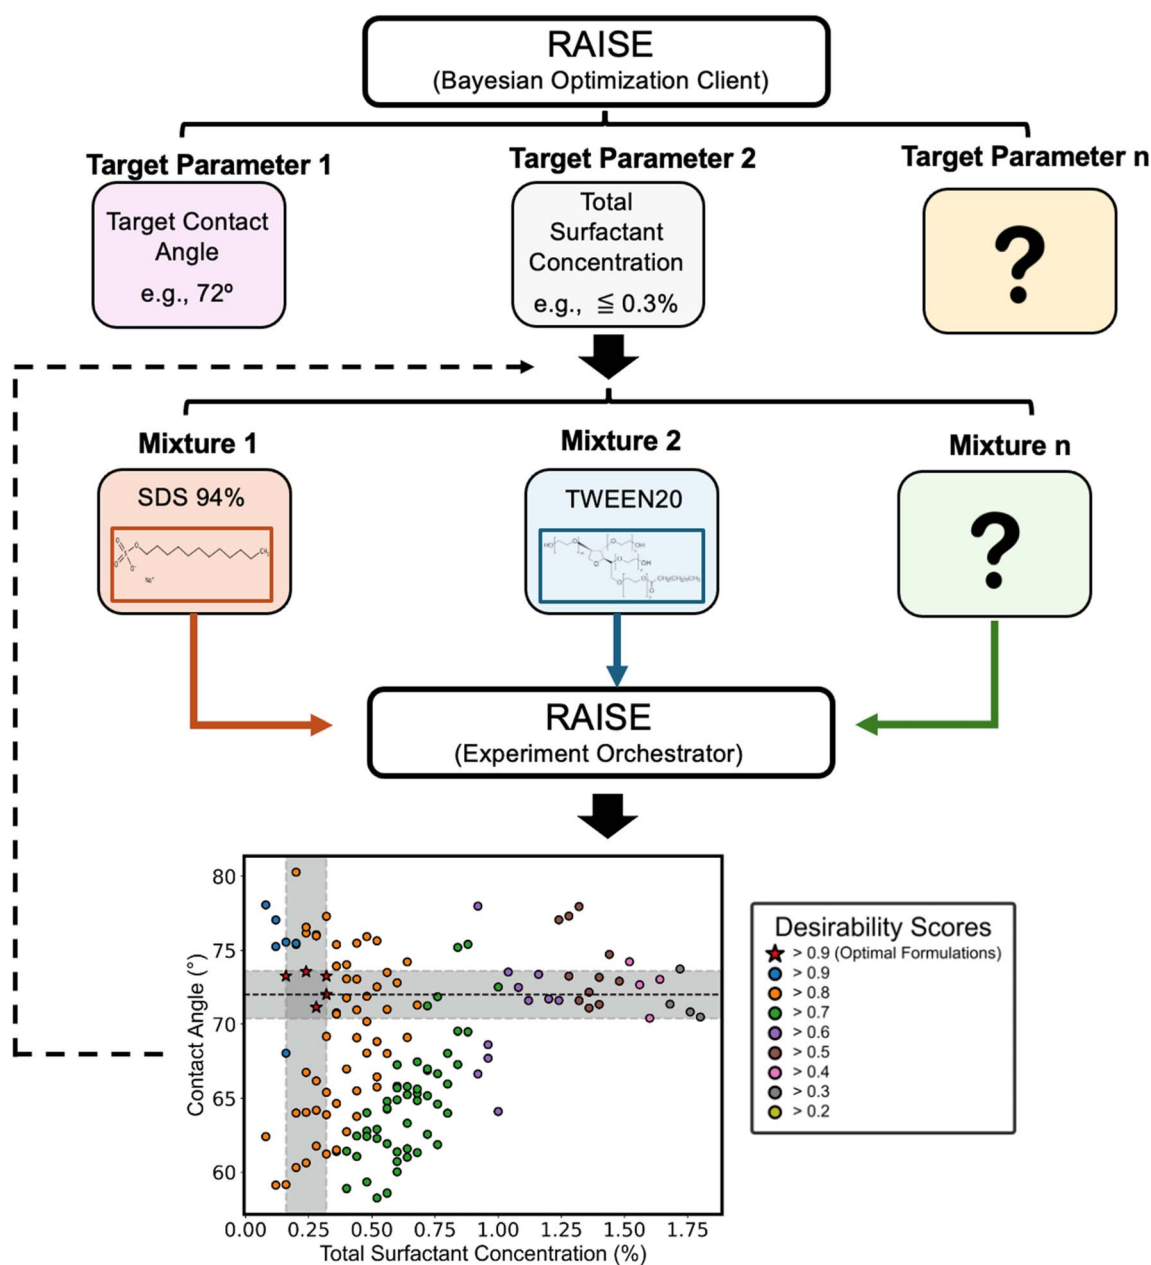 RAISE
(Bayesian Optimization Client)
Target Parameter 1
Target Parameter 2
Target Parameter n
Target Contact
Angle
e.g., 72º
Total
Surfactant
Concentration
e.g., ≦ 0.3%
?
Mixture 1
Mixture 2
Mixture n
SDS 94%
TWEEN20
?
RAISE
(Experiment Orchestrator)
Contact Angle (°)
80
75
70
65
60
0.00 0.25 0.50 0.75 1.00 1.25 1.50 1.75
Total Surfactant Concentration (%)
Desirability Scores
> 0.9 (Optimal Formulations)
> 0.9
> 0.8
> 0.7
> 0.6
> 0.5
> 0.4
> 0.3
> 0.2